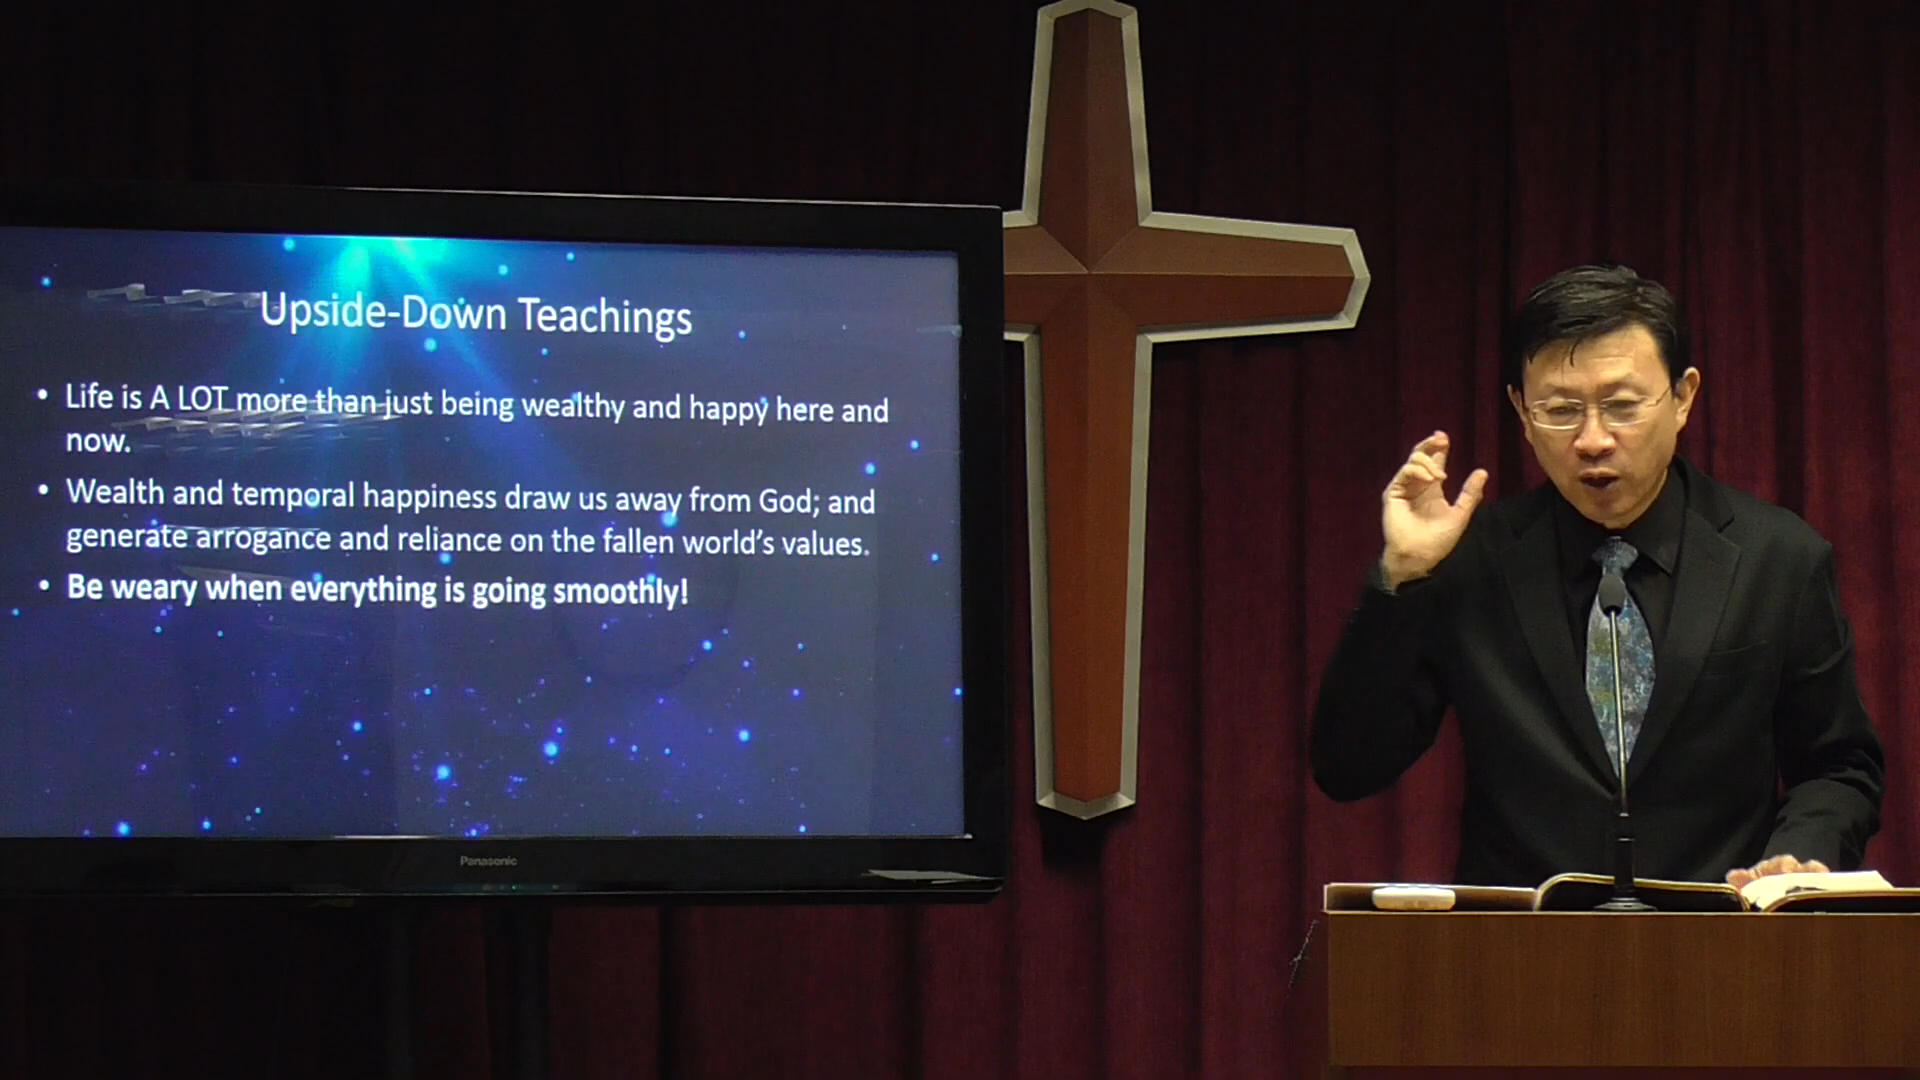 Upside-Down Teachings
• Life is A LOT more than just being wealthy and happy here and
now.
• Wealth and temporal happiness draw us away from God; and
generate arrogance and reliance on the fallen world's values.
• Be weary when everything is going smoothly!
Panasonic